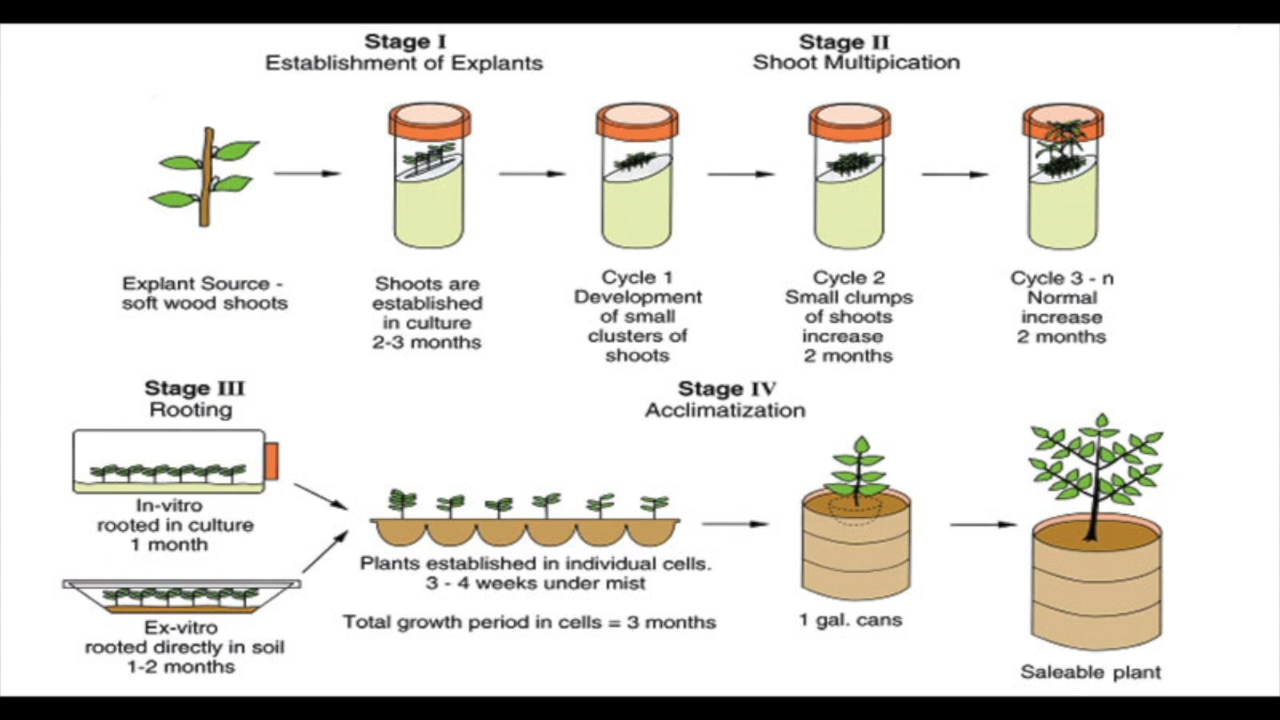 Stage I
Establishment of Explants
Stage II
Shoot Multipication
Explant Source -
soft wood shoots
Shoots are
established
in culture
2-3 months
Cycle 1
Development
of small
clusters of
shoots
Cycle 2
Small clumps
of shoots
increase
2 months
Cycle 3 - n
Normal
increase
2 months
Stage III
Rooting
In-vitro
rooted in culture
1 month
Ex-vitro
rooted directly in soil
1-2 months
Stage IV
Acclimatization
Plants established in individual cells.
3 - 4 weeks under mist
Total growth period in cells = 3 months
1 gal. cans
Saleable plant